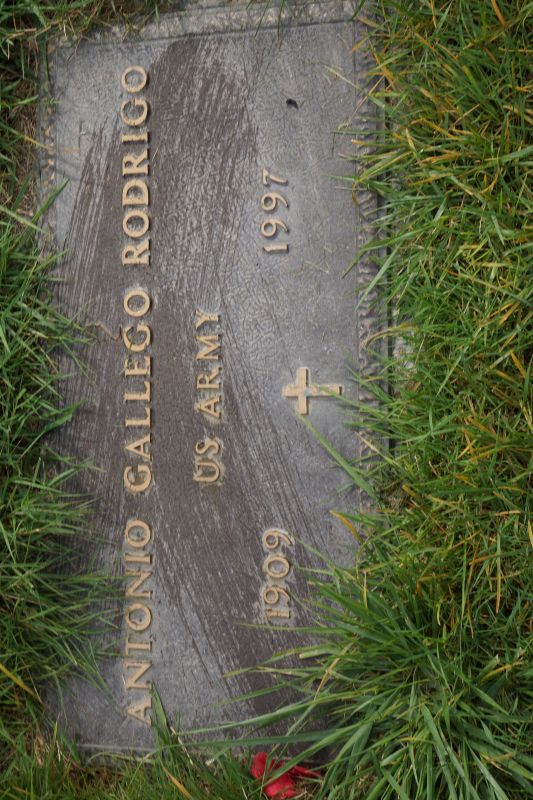 ANTONIO GALLEGO RODRIGO
US ARMY
1909 1997